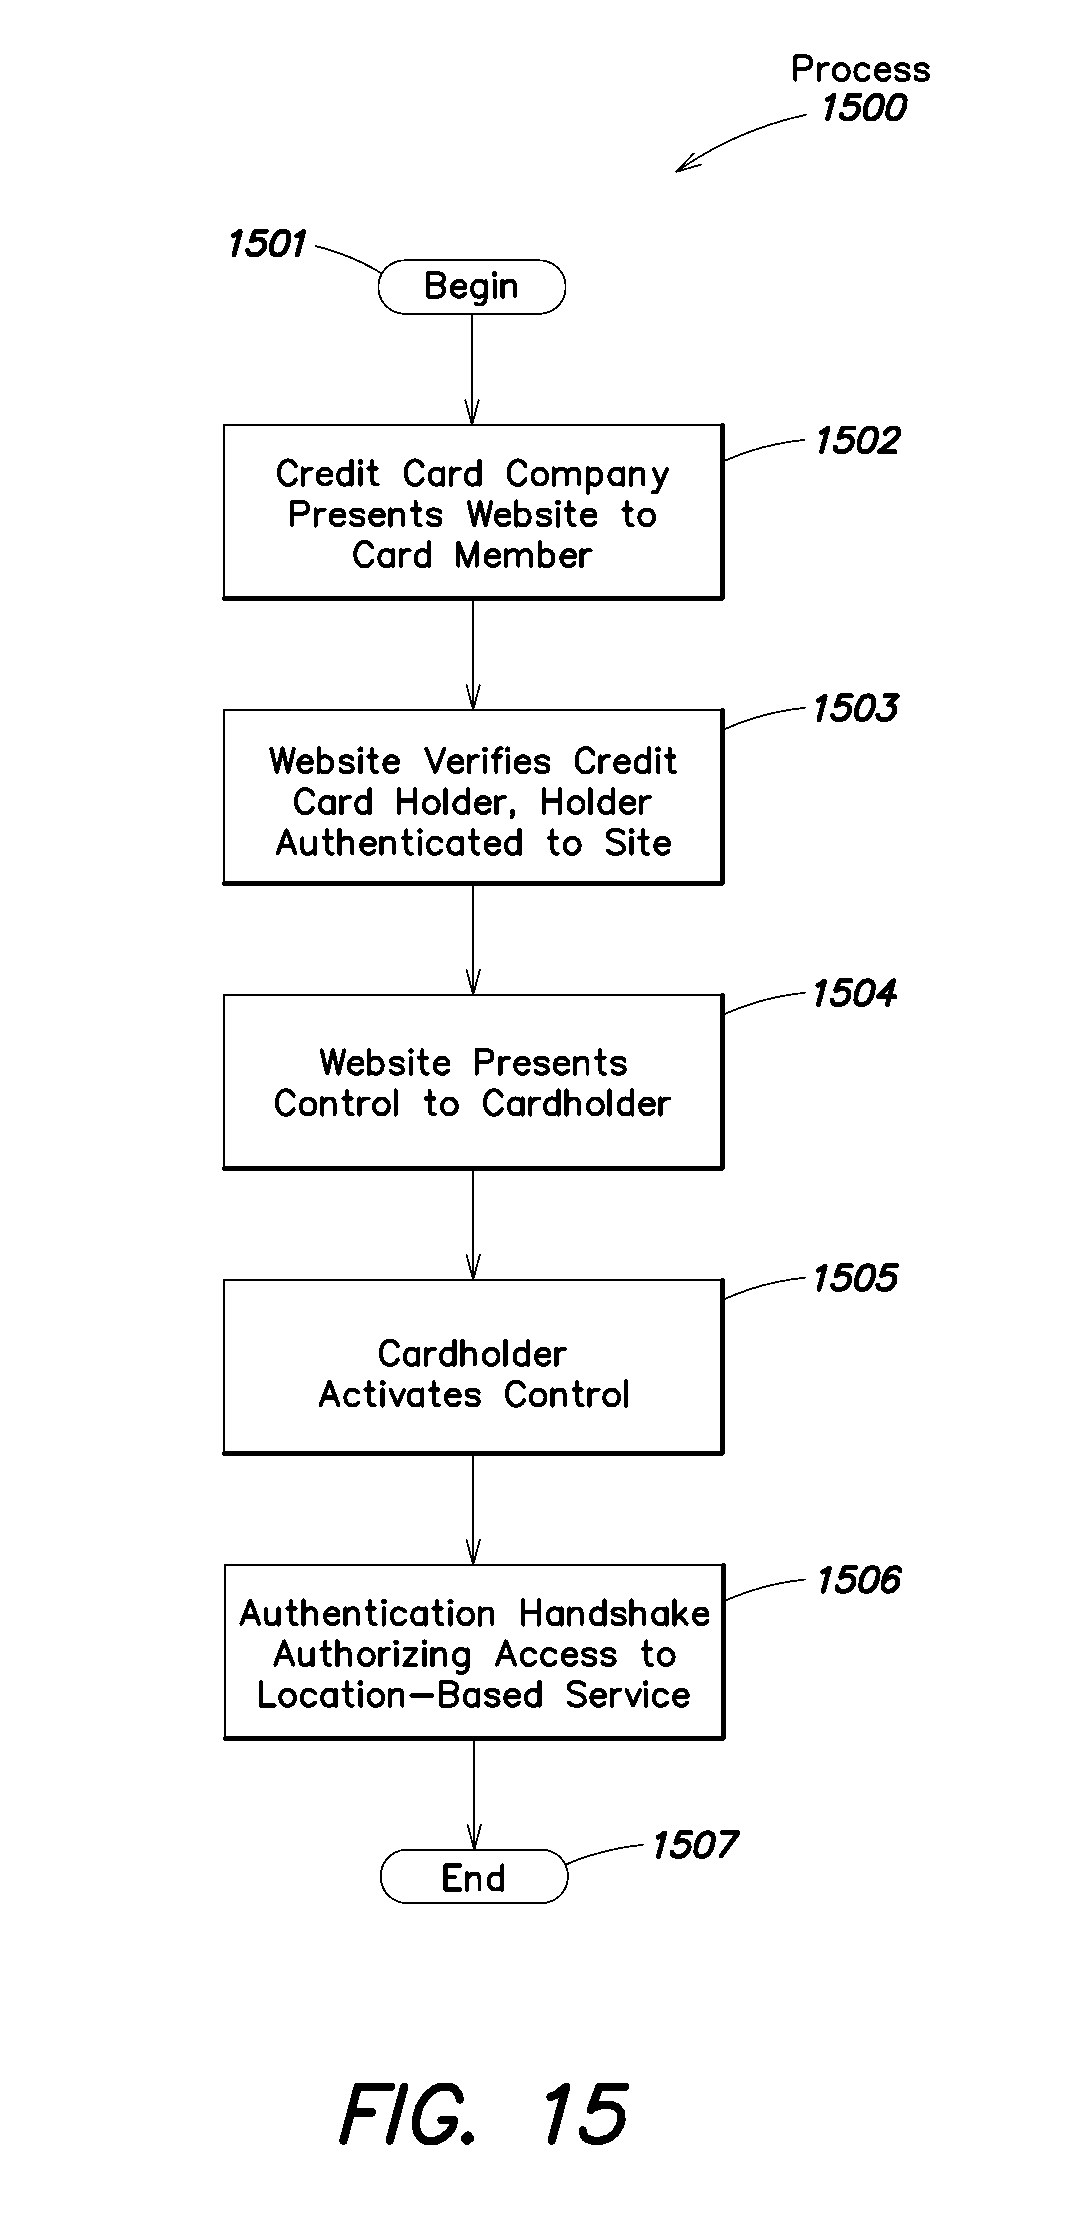 Process
1500
1501
Begin
1502
Credit Card Company
Presents Website to
Card Member
1503
Website Verifies Credit
Card Holder, Holder
Authenticated to Site
1504
Website Presents
Control to Cardholder
1505
Cardholder
Activates Control
1506
Authentication Handshake
Authorizing Access to
Location-Based Service
1507
End
FIG. 15